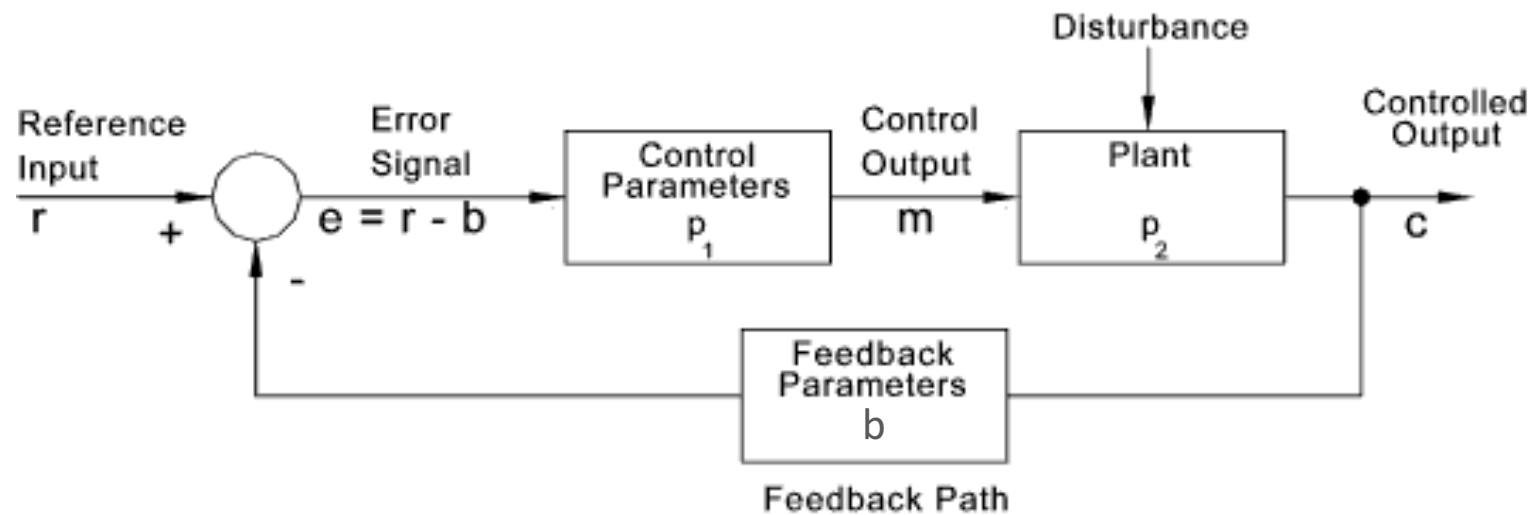 Disturbance
Reference
Input
Error
Signal
Control
Output
Controlled
Output
r
+
-
e = r - b
Control
Parameters
p₁
m
Plant
p₂
c
Feedback
Parameters
b
Feedback Path